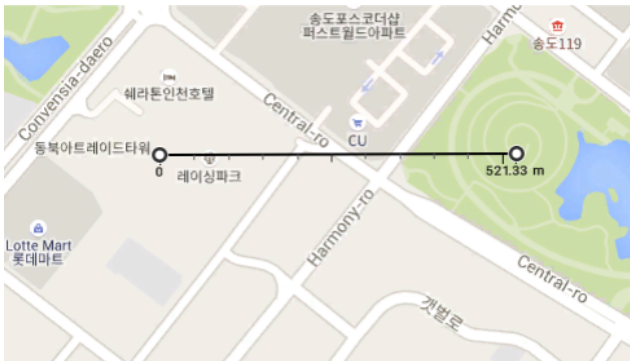 송도포스코더샵
퍼스트월드아파트
Harmo
송도119
Convensia-daero
쉐라톤인천호텔
Central-ro
CU
동북아트레이드타워
0
레이싱파크
521.33 m
Harmony-ro
Lotte Mart
롯데마트
Central-ro
갯벌로